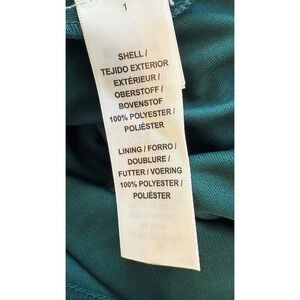 1
SHELL /
TEJIDO EXTERIOR
EXTÉRIEUR /
OBERSTOFF /
BOVENSTOF
100% POLYESTER /
POLIÉSTER
LINING / FORRO /
DOUBLURE /
FUTTER / VOERING
100% POLYESTER /
POLIÉSTER